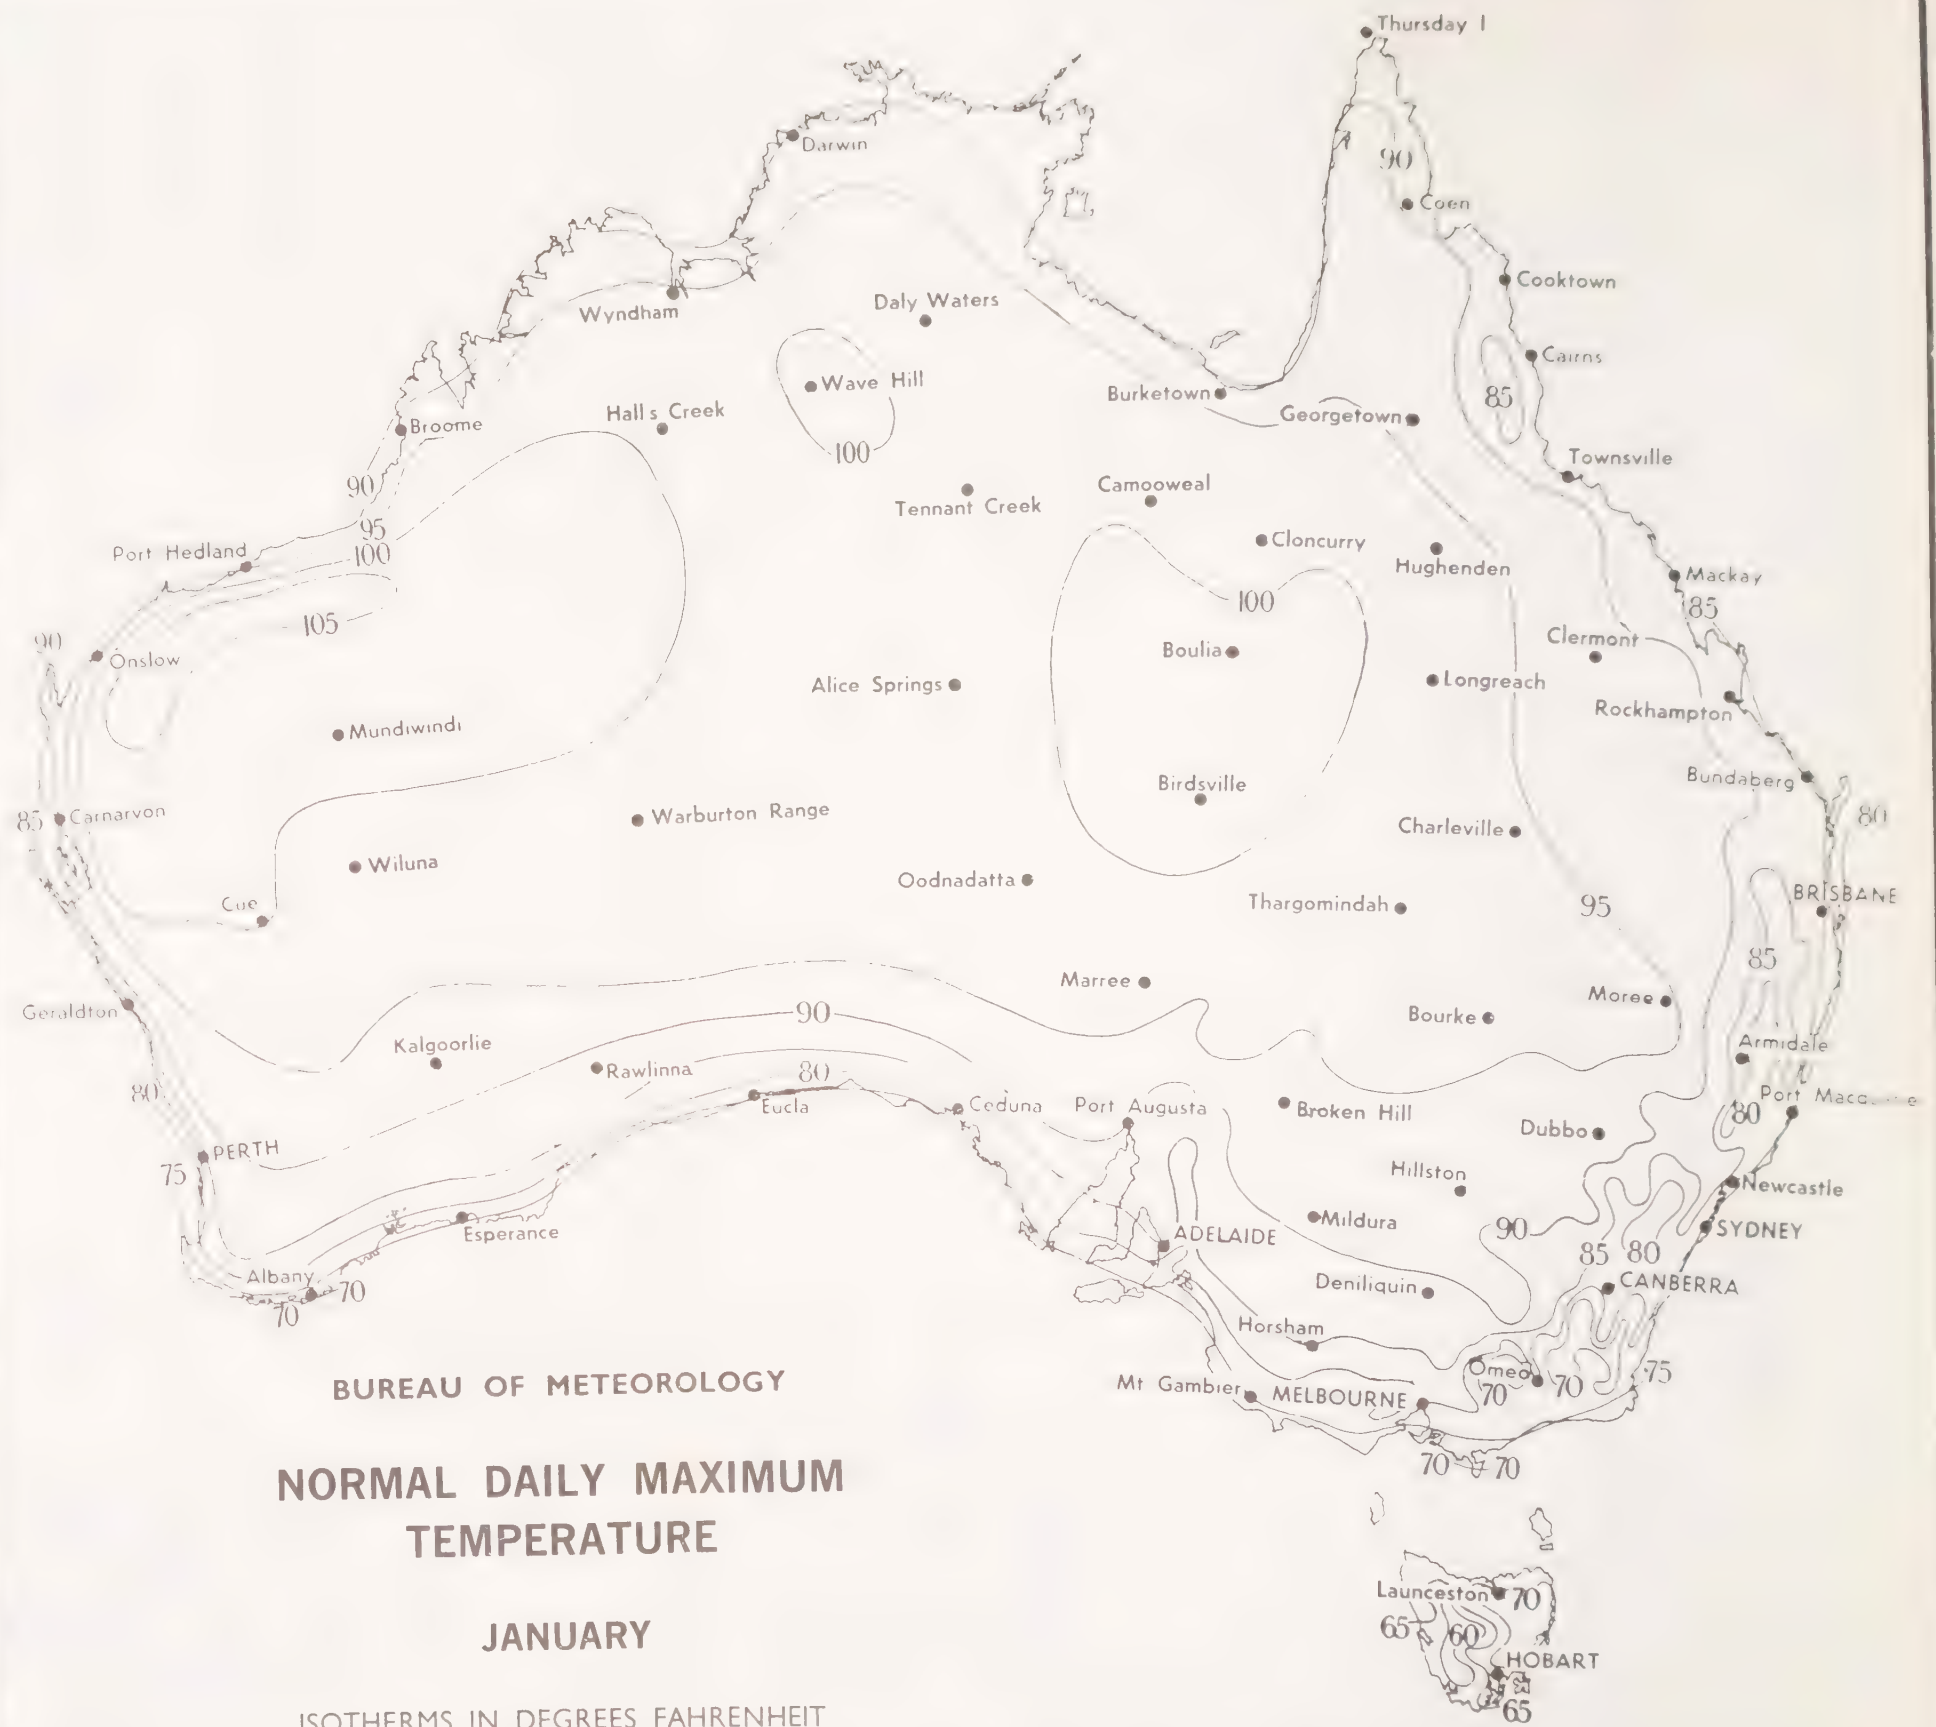 Thursday I
Darwin
90
Coen
Cooktown
Daly Waters
Wyndham
Cairns
Wave Hill
Burketown
85
Hall s Creek
Georgetown
Broome
100
Townsville
90
Camooweal
Tennant Creek
95
Cloncurry
Port Hedland
100
Hughenden
Mackay
100
85
105
90
Clermont
Onslow
Boulia
Alice Springs
Longreach
Rockhampton
Mundiwindi
Bundaberg
Birdsville
85
Carnarvon
Warburton Range
80
Charleville
Wiluna
Oodnadatta
BRISBANE
Cue
Thargomindah
95
85
Marree
Moree
Geraldton
90
Bourke
Kalgoorlie
Armidale
Rawlinna
80
80
Port
Eucla
Ceduna
Port Augusta
Broken Hill
80
Dubbo
PERTH
75
Hillston
Newcastle
Mildura
90
SYDNEY
Esperance
ADELAIDE
85
80
Albany
70
Deniliquin
CANBERRA
70
Horsham
Omeo
75
BUREAU OF METEOROLOGY
Mt Gambier
MELBOURNE
70
70
70
70
NORMAL DAILY MAXIMUM
TEMPERATURE
Launceston
70
65
60
JANUARY
HOBART
65
ISOTHERMS IN DEGREES FAHRENHEIT